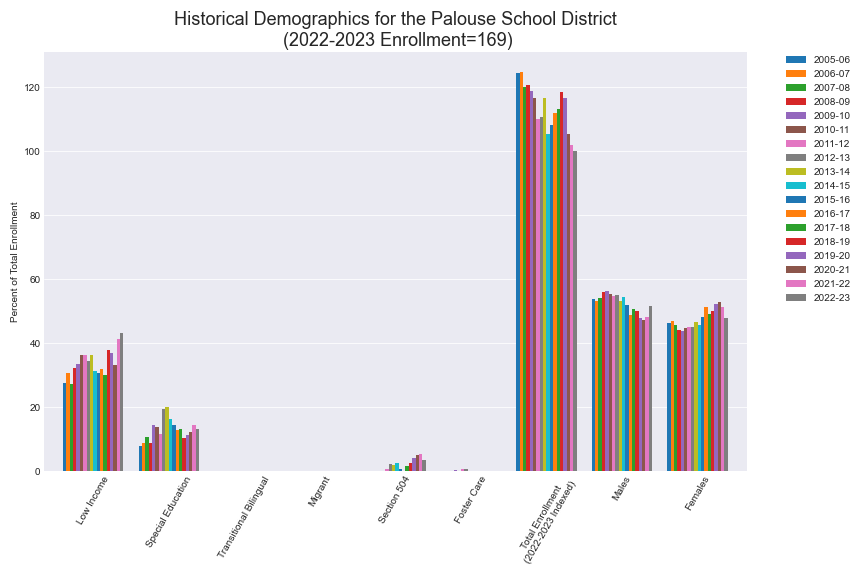 Historical Demographics for the Palouse School District
(2022-2023 Enrollment=169)
Percent of Total Enrollment
120
100
80
60
40
20
0
Low Income
Special Education
Transitional Bilingual
Migrant
Section 504
Foster Care
Total Enrollment
(2022-2023 Indexed)
Males
Females
2005-06
2006-07
2007-08
2008-09
2009-10
2010-11
2011-12
2012-13
2013-14
2014-15
2015-16
2016-17
2017-18
2018-19
2019-20
2020-21
2021-22
2022-23